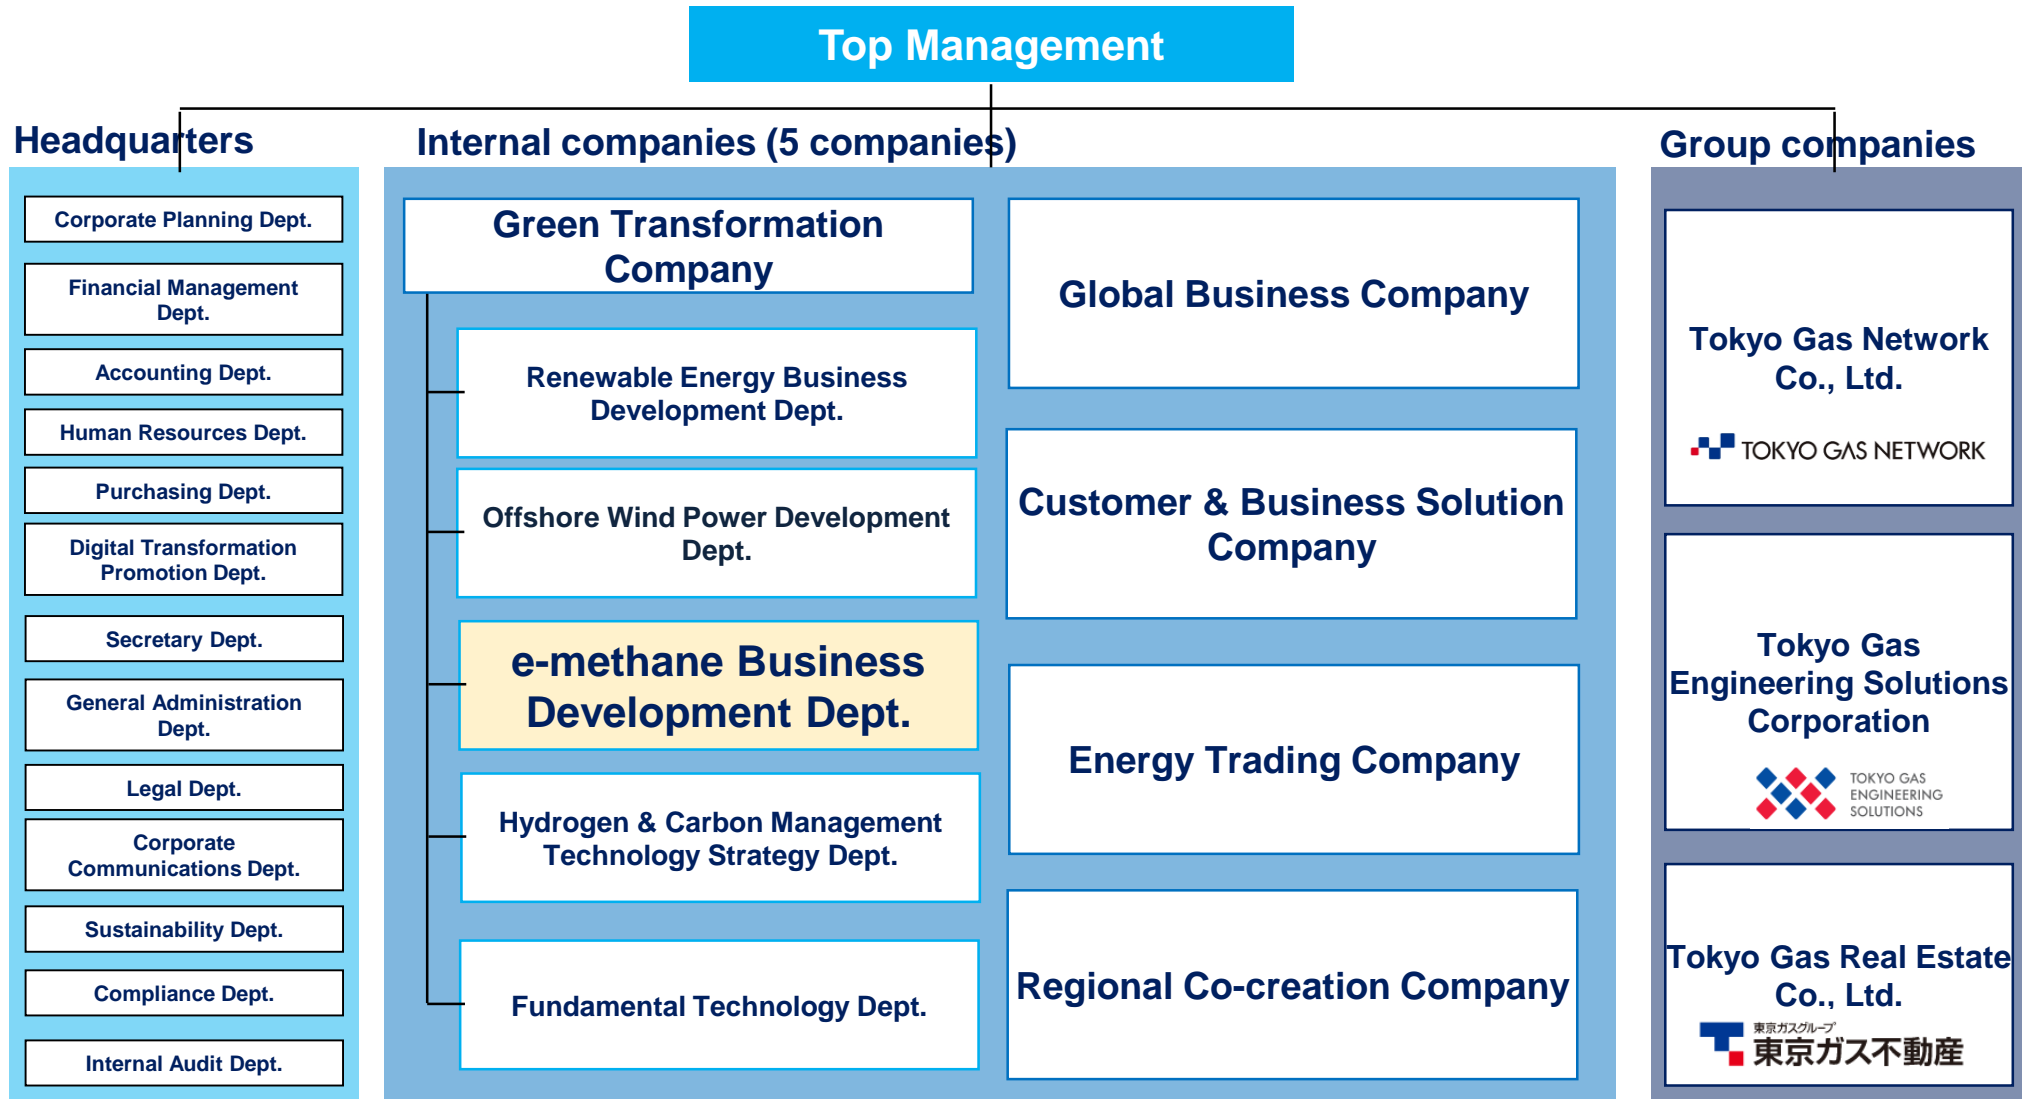 Top Management
Headquarters
Corporate Planning Dept.
Financial Management
Dept.
Accounting Dept.
Human Resources Dept.
Purchasing Dept.
Digital Transformation
Promotion Dept.
Secretary Dept.
General Administration
Dept.
Legal Dept.
Corporate
Communications Dept.
Sustainability Dept.
Compliance Dept.
Internal Audit Dept.
Internal companies (5 companies)
Green Transformation
Company
Renewable Energy Business
Development Dept.
Offshore Wind Power Development
Dept.
e-methane Business
Development Dept.
Hydrogen & Carbon Management
Technology Strategy Dept.
Fundamental Technology Dept.
Global Business Company
Customer & Business Solution
Company
Energy Trading Company
Regional Co-creation Company
Group companies
Tokyo Gas Network
Co., Ltd.
TOKYO GAS NETWORK
Tokyo Gas
Engineering Solutions
Corporation
TOKYO GAS
ENGINEERING
SOLUTIONS
Tokyo Gas Real Estate
Co., Ltd.
東京ガスグループ
東京ガス不動産